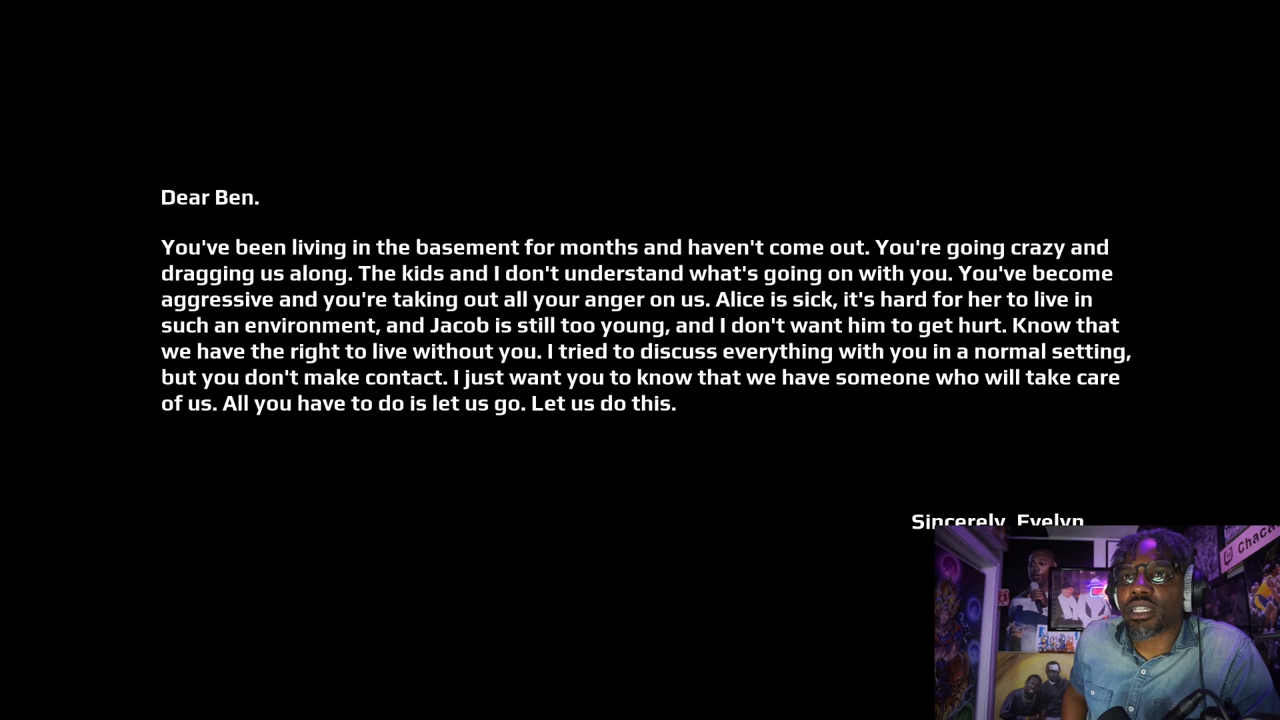 Dear Ben.
You've been living in the basement for months and haven't come out. You're going crazy and
dragging us along. The kids and I don't understand what's going on with you. You've become
aggressive and you're taking out all your anger on us. Alice is sick, it's hard for her to live in
such an environment, and Jacob is still too young, and I don't want him to get hurt. Know that
we have the right to live without you. I tried to discuss everything with you in a normal setting,
but you don't make contact. I just want you to know that we have someone who will take care
of us. All you have to do is let us go. Let us do this.
Sincerely, Evelyn
Chaca